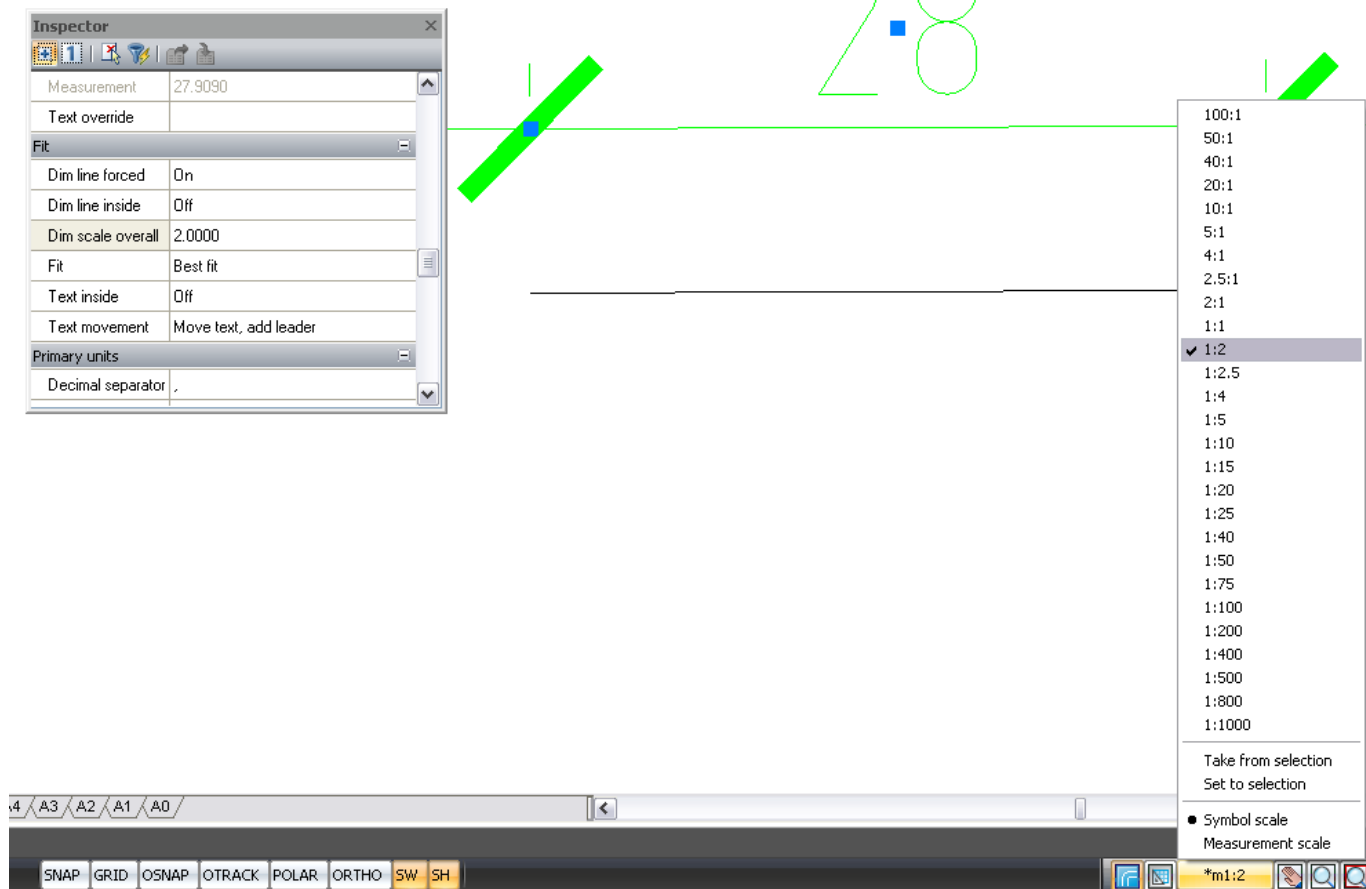 Inspector
1
Measurement 27.9090
Text override
Fit
Dim line forced On
Dim line inside Off
Dim scale overall 2.0000
Fit Best fit
Text inside Off
Text movement Move text, add leader
Primary units
Decimal separator ,
28
100:1
50:1
40:1
20:1
10:1
5:1
4:1
2.5:1
2:1
1:1
1:2
1:2.5
1:4
1:5
1:10
1:15
1:20
1:25
1:40
1:50
1:75
1:100
1:200
1:400
1:500
1:800
1:1000
Take from selection
Set to selection
Symbol scale
Measurement scale
A4 A3 A2 A1 A0
SNAP GRID OSNAP OTRACK POLAR ORTHO SW SH *m1:2